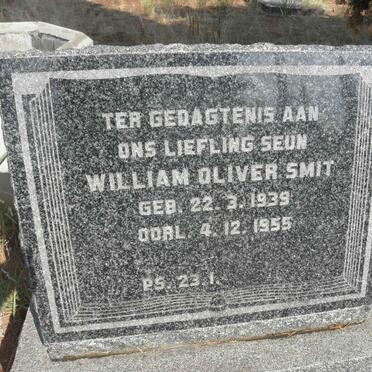 TER GEDAGTENIS AAN
ONS LIEFLING SEUN
WILLIAM OLIVER SMIT
GEB. 22. 3. 1939
OORL. 4. 12. 1955
PS. 23.1.